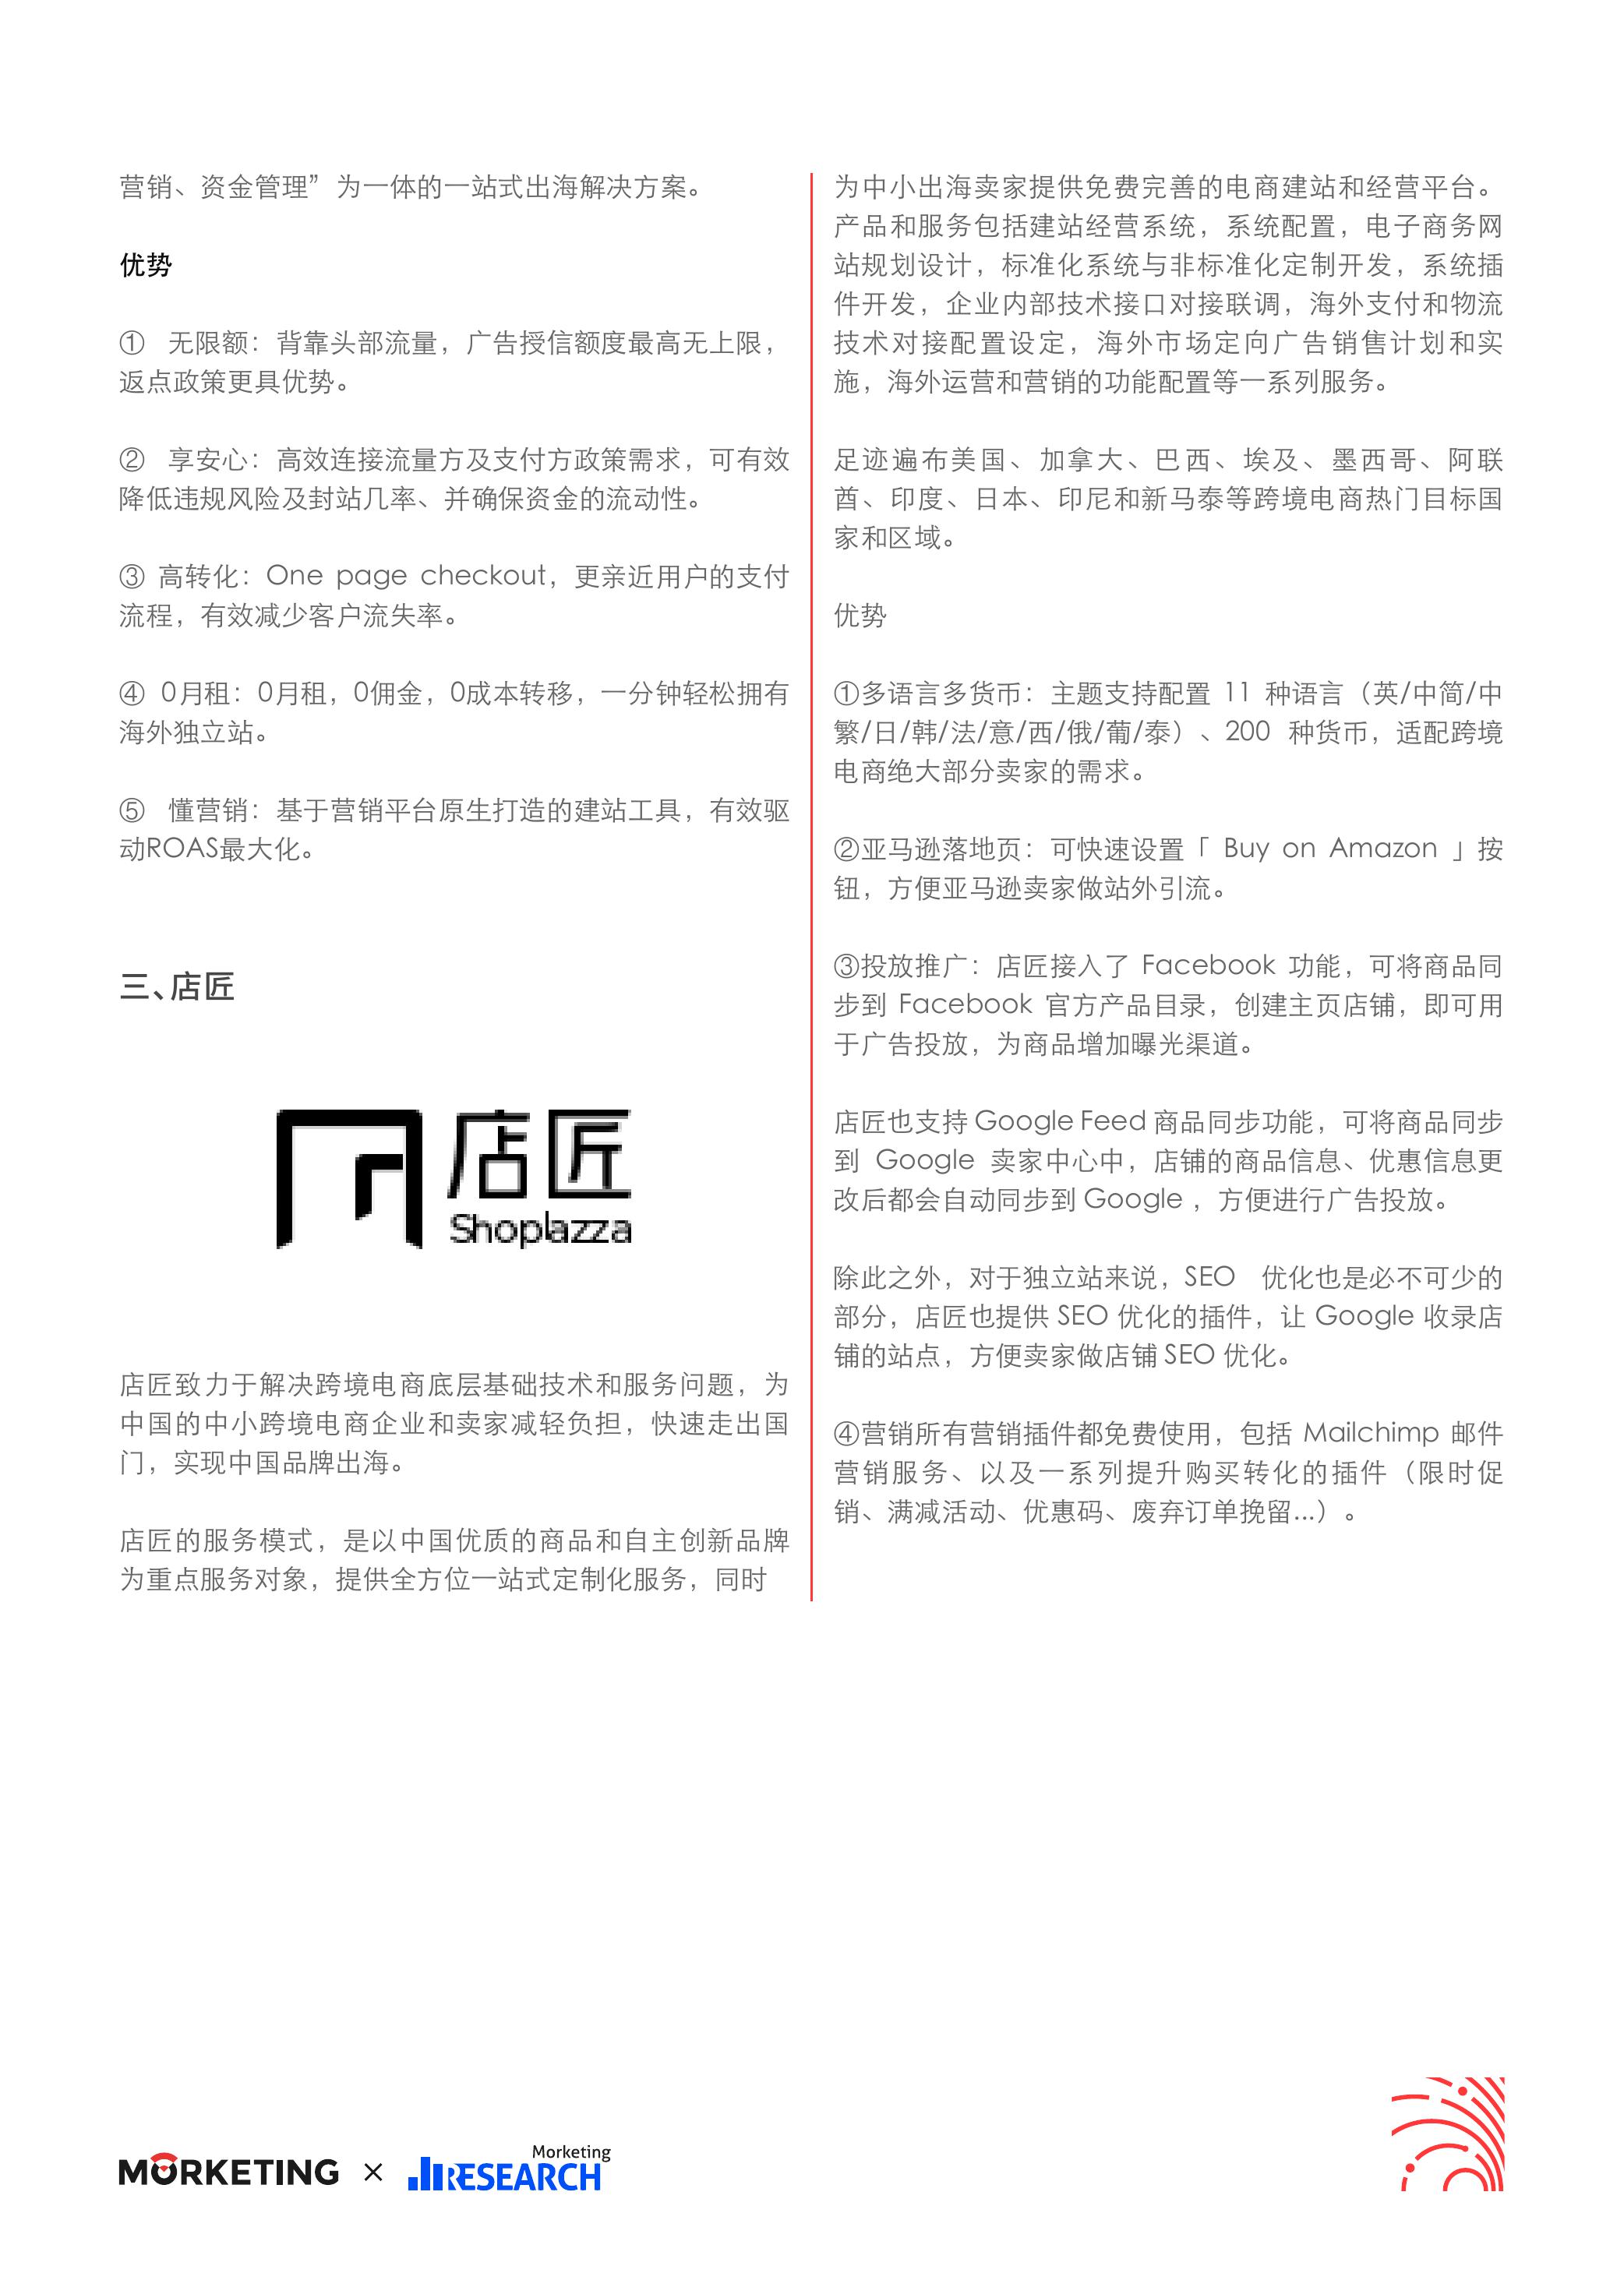 营销、资金管理”为一体的一站式出海解决方案。
优势
① 无限额：背靠头部流量，广告授信额度最高无上限，
返点政策更具优势。
② 享安心：高效连接流量方及支付方政策需求，可有效
降低违规风险及封站几率、并确保资金的流动性。
③ 高转化：One page checkout，更亲近用户的支付
流程，有效减少客户流失率。
④ 0月租：0月租，0佣金，0成本转移，一分钟轻松拥有
海外独立站。
⑤ 懂营销：基于营销平台原生打造的建站工具，有效驱
动ROAS最大化。
三、店匠
店匠
Shoplazza
店匠致力于解决跨境电商底层基础技术和服务问题，为
中国的中小跨境电商企业和卖家减轻负担，快速走出国
门，实现中国品牌出海。
店匠的服务模式，是以中国优质的商品和自主创新品牌
为重点服务对象，提供全方位一站式定制化服务，同时
为中小出海卖家提供免费完善的电商建站和经营平台。
产品和服务包括建站经营系统，系统配置，电子商务网
站规划设计，标准化系统与非标准化定制开发，系统插
件开发，企业内部技术接口对接联调，海外支付和物流
技术对接配置设定，海外市场定向广告销售计划和实
施，海外运营和营销的功能配置等一系列服务。
足迹遍布美国、加拿大、巴西、埃及、墨西哥、阿联
酋、印度、日本、印尼和新马泰等跨境电商热门目标国
家和区域。
优势
①多语言多货币：主题支持配置 11 种语言（英/中简/中
繁/日/韩/法/意/西/俄/葡/泰）、200 种货币，适配跨境
电商绝大部分卖家的需求。
②亚马逊落地页：可快速设置「 Buy on Amazon 」按
钮，方便亚马逊卖家做站外引流。
③投放推广：店匠接入了 Facebook 功能，可将商品同
步到 Facebook 官方产品目录，创建主页店铺，即可用
于广告投放，为商品增加曝光渠道。
店匠也支持 Google Feed 商品同步功能，可将商品同步
到 Google 卖家中心中，店铺的商品信息、优惠信息更
改后都会自动同步到 Google ，方便进行广告投放。
除此之外，对于独立站来说，SEO 优化也是必不可少的
部分，店匠也提供 SEO 优化的插件，让 Google 收录店
铺的站点，方便卖家做店铺 SEO 优化。
④营销所有营销插件都免费使用，包括 Mailchimp 邮件
营销服务、以及一系列提升购买转化的插件（限时促
销、满减活动、优惠码、废弃订单挽留...）。
MORKETING × Morketing
RESEARCH